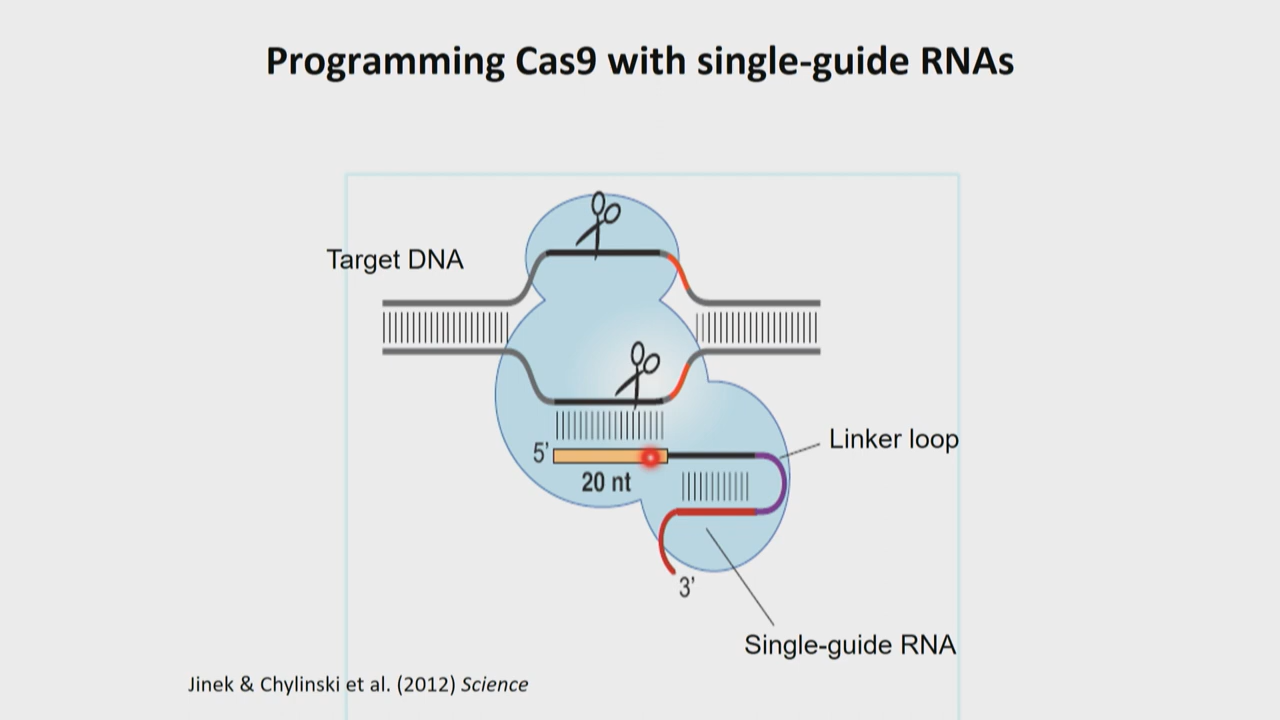 Programming Cas9 with single-guide RNAs
Target DNA
Linker loop
5’
20 nt
3’
Single-guide RNA
Jinek & Chylinski et al. (2012) Science